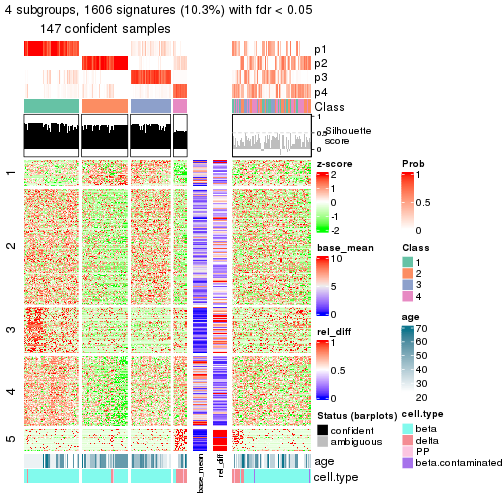 4 subgroups, 1606 signatures (10.3%) with fdr < 0.05
147 confident samples
p1
p2
p3
p4
Class
1
0.5
0
Silhouette
score
1
2
3
4
5
age
cell.type
base_mean
rel_diff
z-score
2
1
0
-1
-2
base_mean
10
5
0
rel_diff
1
0.5
0
Status (barplots)
confident
ambiguous
Prob
1
0.5
0
Class
1
2
3
4
age
70
60
50
40
30
20
cell.type
beta
delta
PP
beta.contaminated